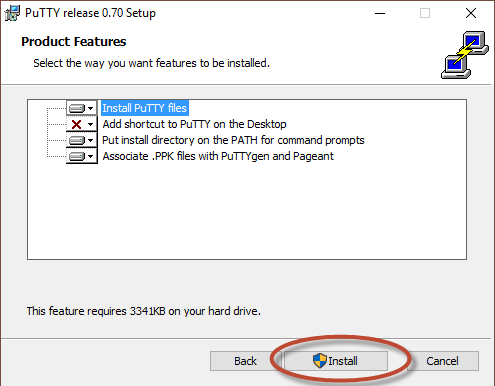 PuTTY release 0.70 Setup
Product Features
Select the way you want features to be installed.
Install PuTTY files
Add shortcut to PuTTY on the Desktop
Put install directory on the PATH for command prompts
Associate .PPK files with PuTTYgen and Pageant
This feature requires 3341KB on your hard drive.
Back Install Cancel